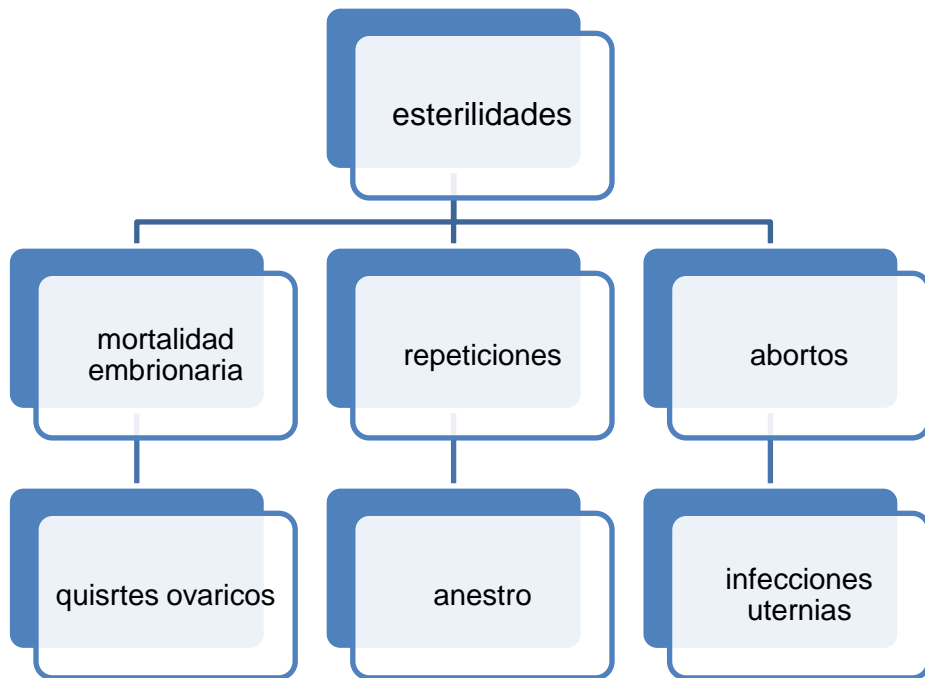 esterilidades
mortalidad
embrionaria
repeticiones
abortos
quisrtes ovaricos
anestro
infecciones
uternias